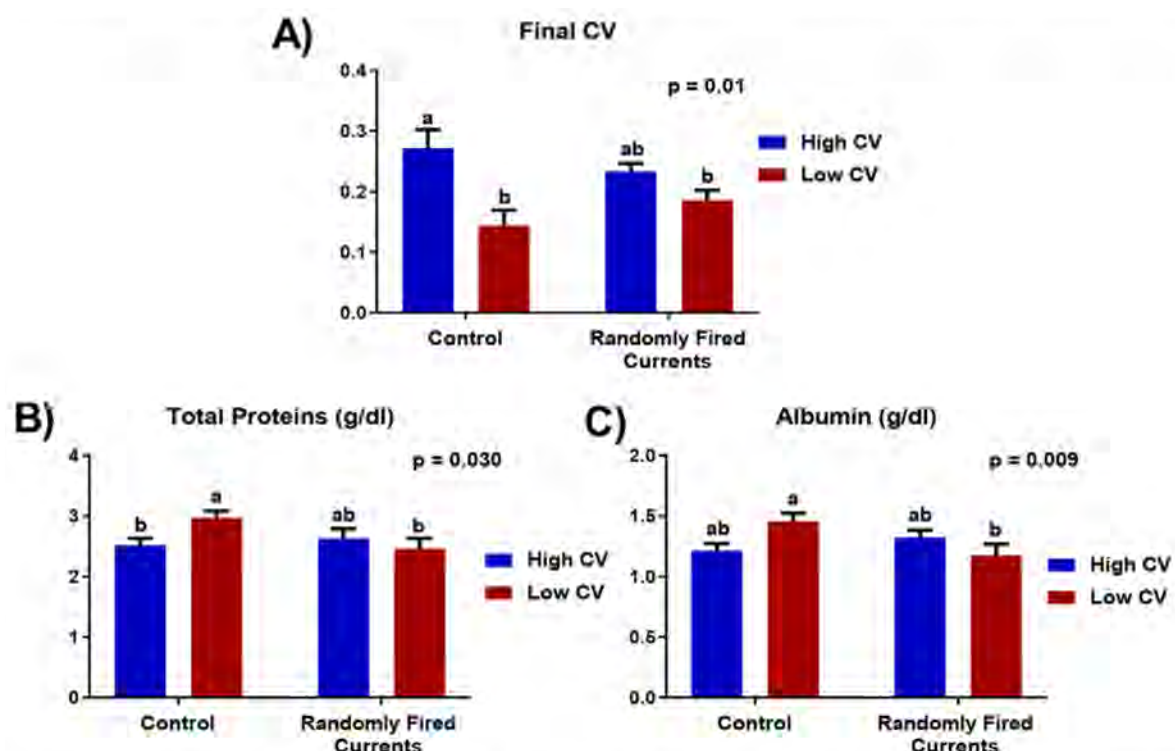 A) Final CV
0.4
0.3
0.2
0.1
0.0
p = 0.01
a
b
ab
b
High CV
Low CV
Control
Randomly Fired
Currents
B) Total Proteins (g/dl)
4
3
2
1
0
p = 0.030
b
a
ab
b
High CV
Low CV
Control
Randomly Fired
Currents
C) Albumin (g/dl)
2.0
1.5
1.0
0.5
0.0
p = 0.009
ab
a
ab
b
High CV
Low CV
Control
Randomly Fired
Currents